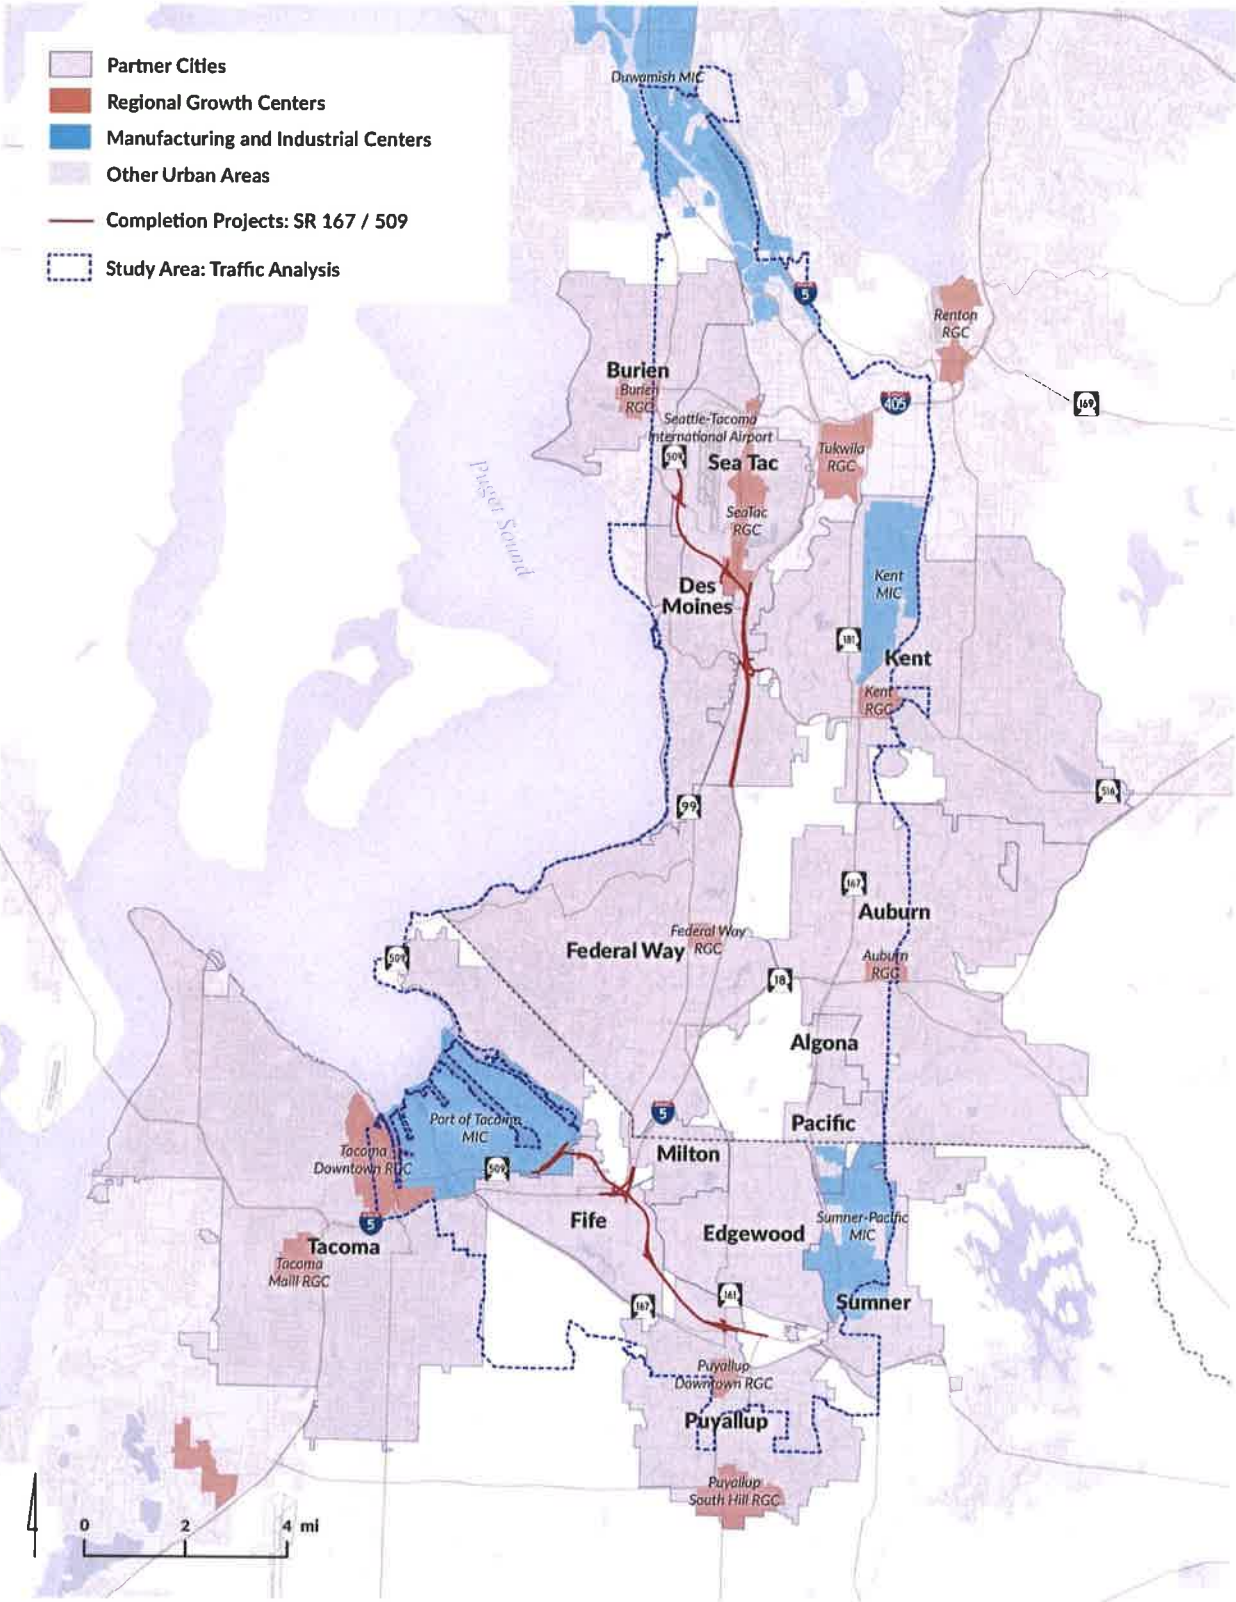 Partner Cities
Regional Growth Centers
Manufacturing and Industrial Centers
Other Urban Areas
Completion Projects: SR 167 / 509
Study Area: Traffic Analysis
Duwamish MIC
5
Renton
RGC
Burien
Burien
RGC
405
169
Seattle-Tacoma
International Airport
509
Sea Tac
Tukwila
RGC
SeaTac
RGC
Puget Sound
Des
Moines
Kent
MIC
181
Kent
Kent
RGC
99
516
167
Auburn
Federal Way
Federal Way
RGC
509
Auburn
RGC
18
Algona
Port of Tacoma
MIC
5
Pacific
Tacoma
Downtown RGC
509
Milton
Fife
Edgewood
Sumner-Pacific
MIC
5
Tacoma
Tacoma
Mall RGC
167
161
Sumner
Puyallup
Downtown RGC
Puyallup
Puyallup
South Hill RGC
0 2 4 mi